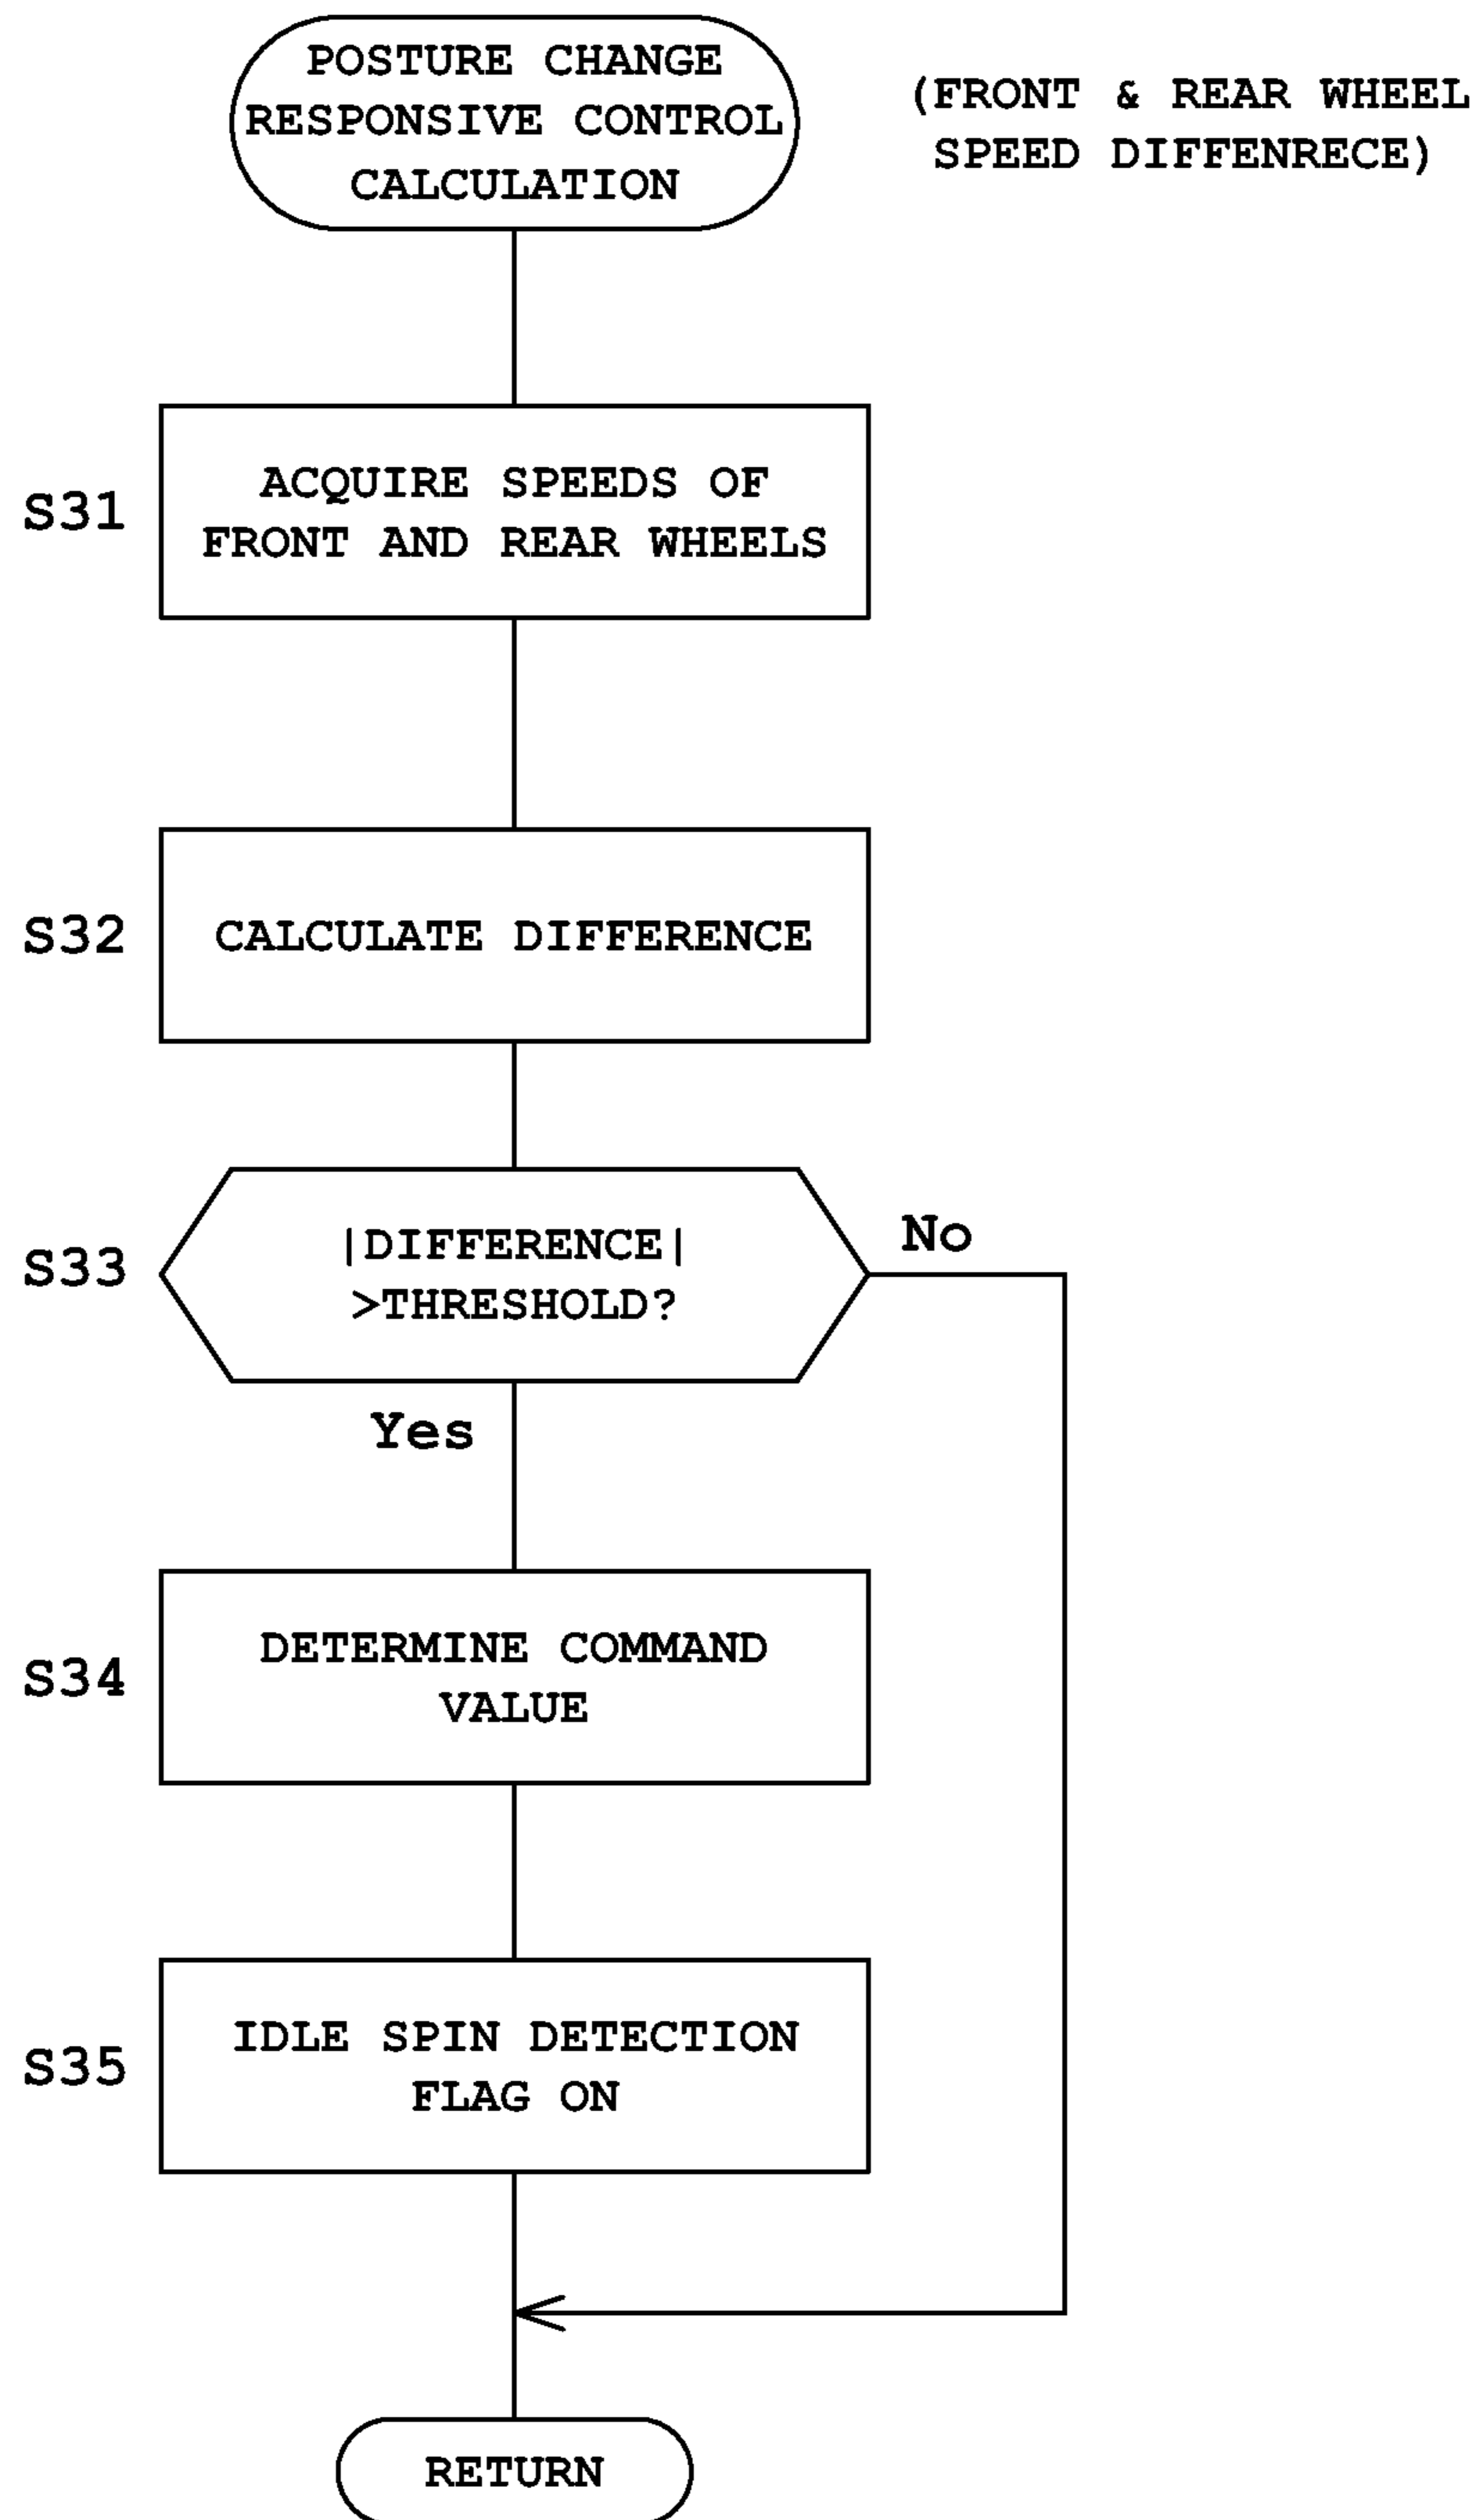 POSTURE CHANGE
RESPONSIVE CONTROL
CALCULATION
(FRONT & REAR WHEEL
SPEED DIFFENRECE)
S31
ACQUIRE SPEEDS OF
FRONT AND REAR WHEELS
S32
CALCULATE DIFFERENCE
S33
|DIFFERENCE|
>THRESHOLD?
No
Yes
S34
DETERMINE COMMAND
VALUE
S35
IDLE SPIN DETECTION
FLAG ON
RETURN